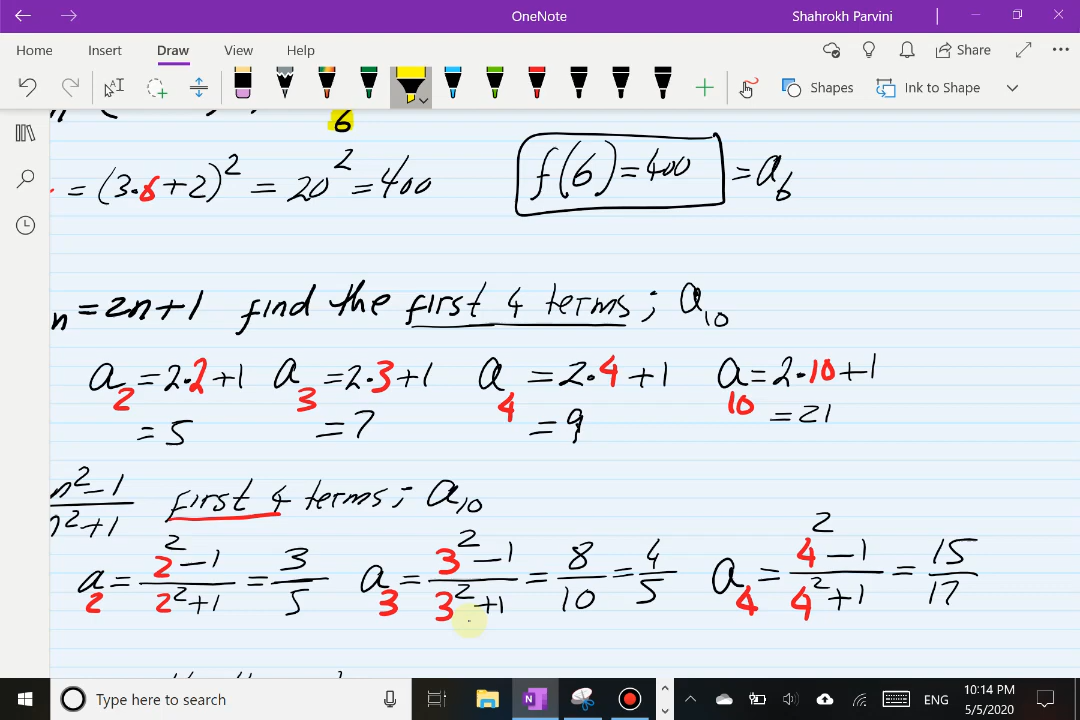 OneNote
Shahrokh Parvini
Home Insert Draw View Help
Share
Shapes
Ink to Shape
6
= (3·6+2)² = 20² = 400
f(6)=400 = a₆
n = 2n+1 find the first 4 terms; a₁₀
a₂ = 2·2+1 a₃ = 2·3+1 a₄ = 2·4+1 a₁₀ = 2·10+1
= 5 = 7 = 9 = 21
n²-1/n²+1 first 4 terms; a₁₀
a₂ = 2²-1/2²+1 = 3/5 a₃ = 3²-1/3²+1 = 8/10 = 4/5 a₄ = 4²-1/4²+1 = 15/17
Type here to search
ENG
10:14 PM
5/5/2020